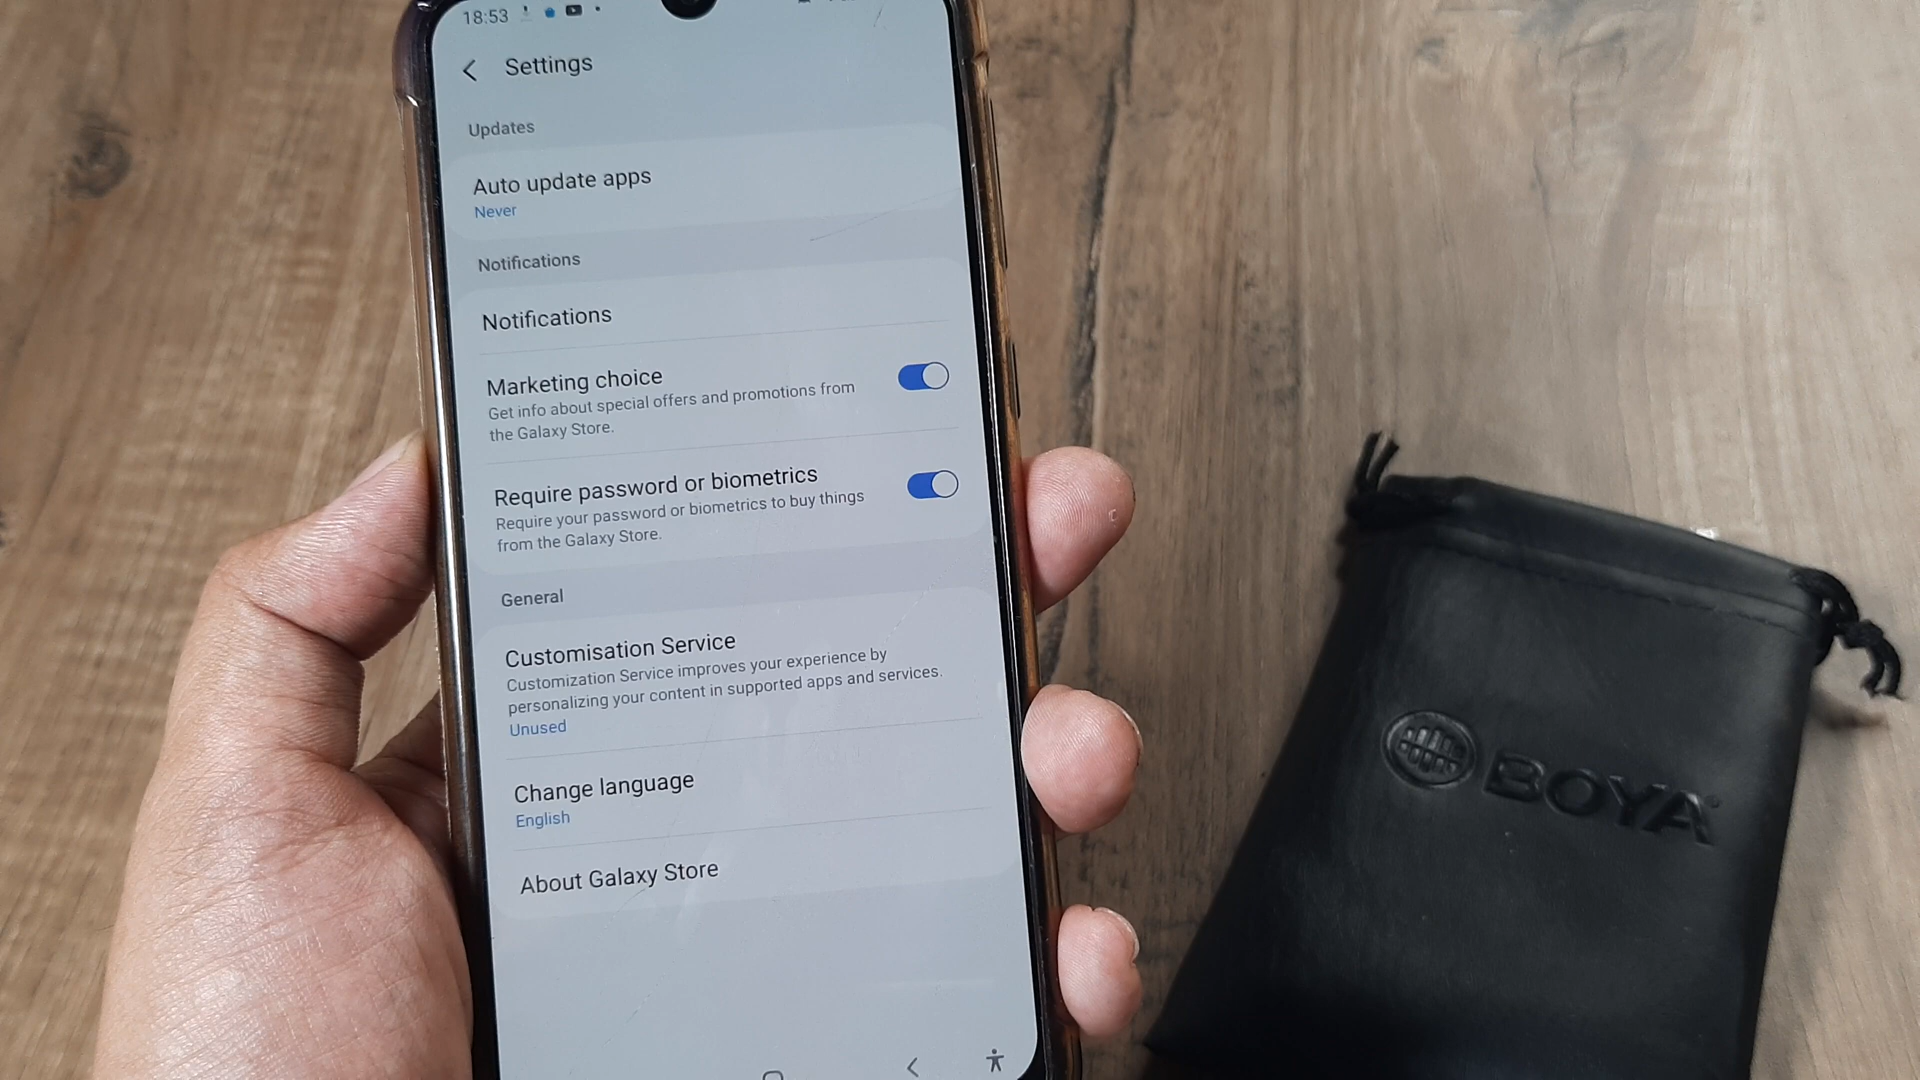 18:53
Settings
Updates
Auto update apps
Never
Notifications
Notifications
Marketing choice
Get info about special offers and promotions from
the Galaxy Store.
Require password or biometrics
Require your password or biometrics to buy things
from the Galaxy Store.
General
Customisation Service
Customization Service improves your experience by
personalizing your content in supported apps and services.
Unused
Change language
English
About Galaxy Store
BOYA